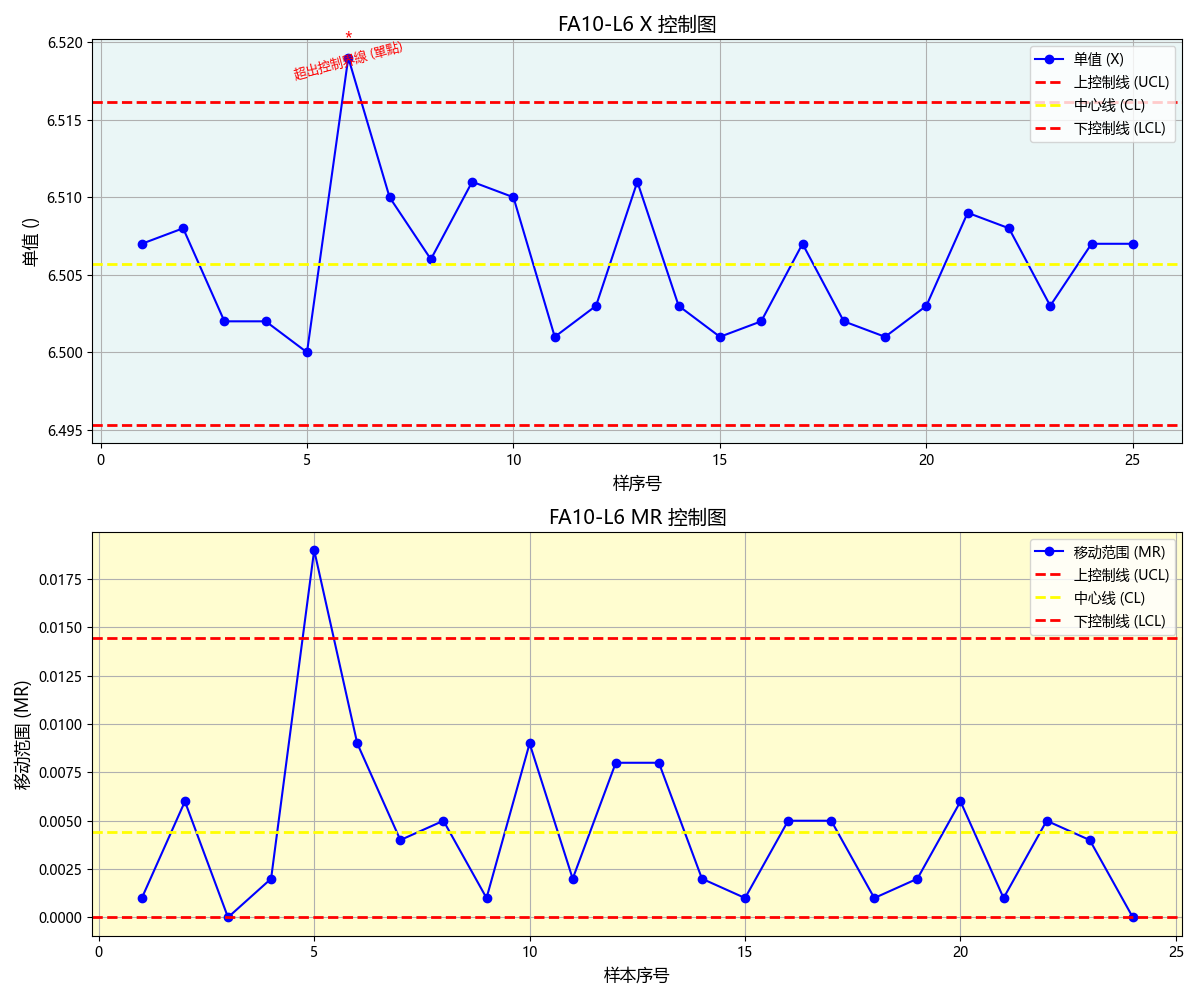 FA10-L6 X 控制图
6.520
6.515
6.510
6.505
6.500
6.495
单值 ()
*
超出控制界線 (單點)
单值 (X)
上控制线 (UCL)
中心线 (CL)
下控制线 (LCL)
0 5 10 15 20 25
样序号
FA10-L6 MR 控制图
0.0175
0.0150
0.0125
0.0100
0.0075
0.0050
0.0025
0.0000
移动范围 (MR)
移动范围 (MR)
上控制线 (UCL)
中心线 (CL)
下控制线 (LCL)
0 5 10 15 20 25
样本序号